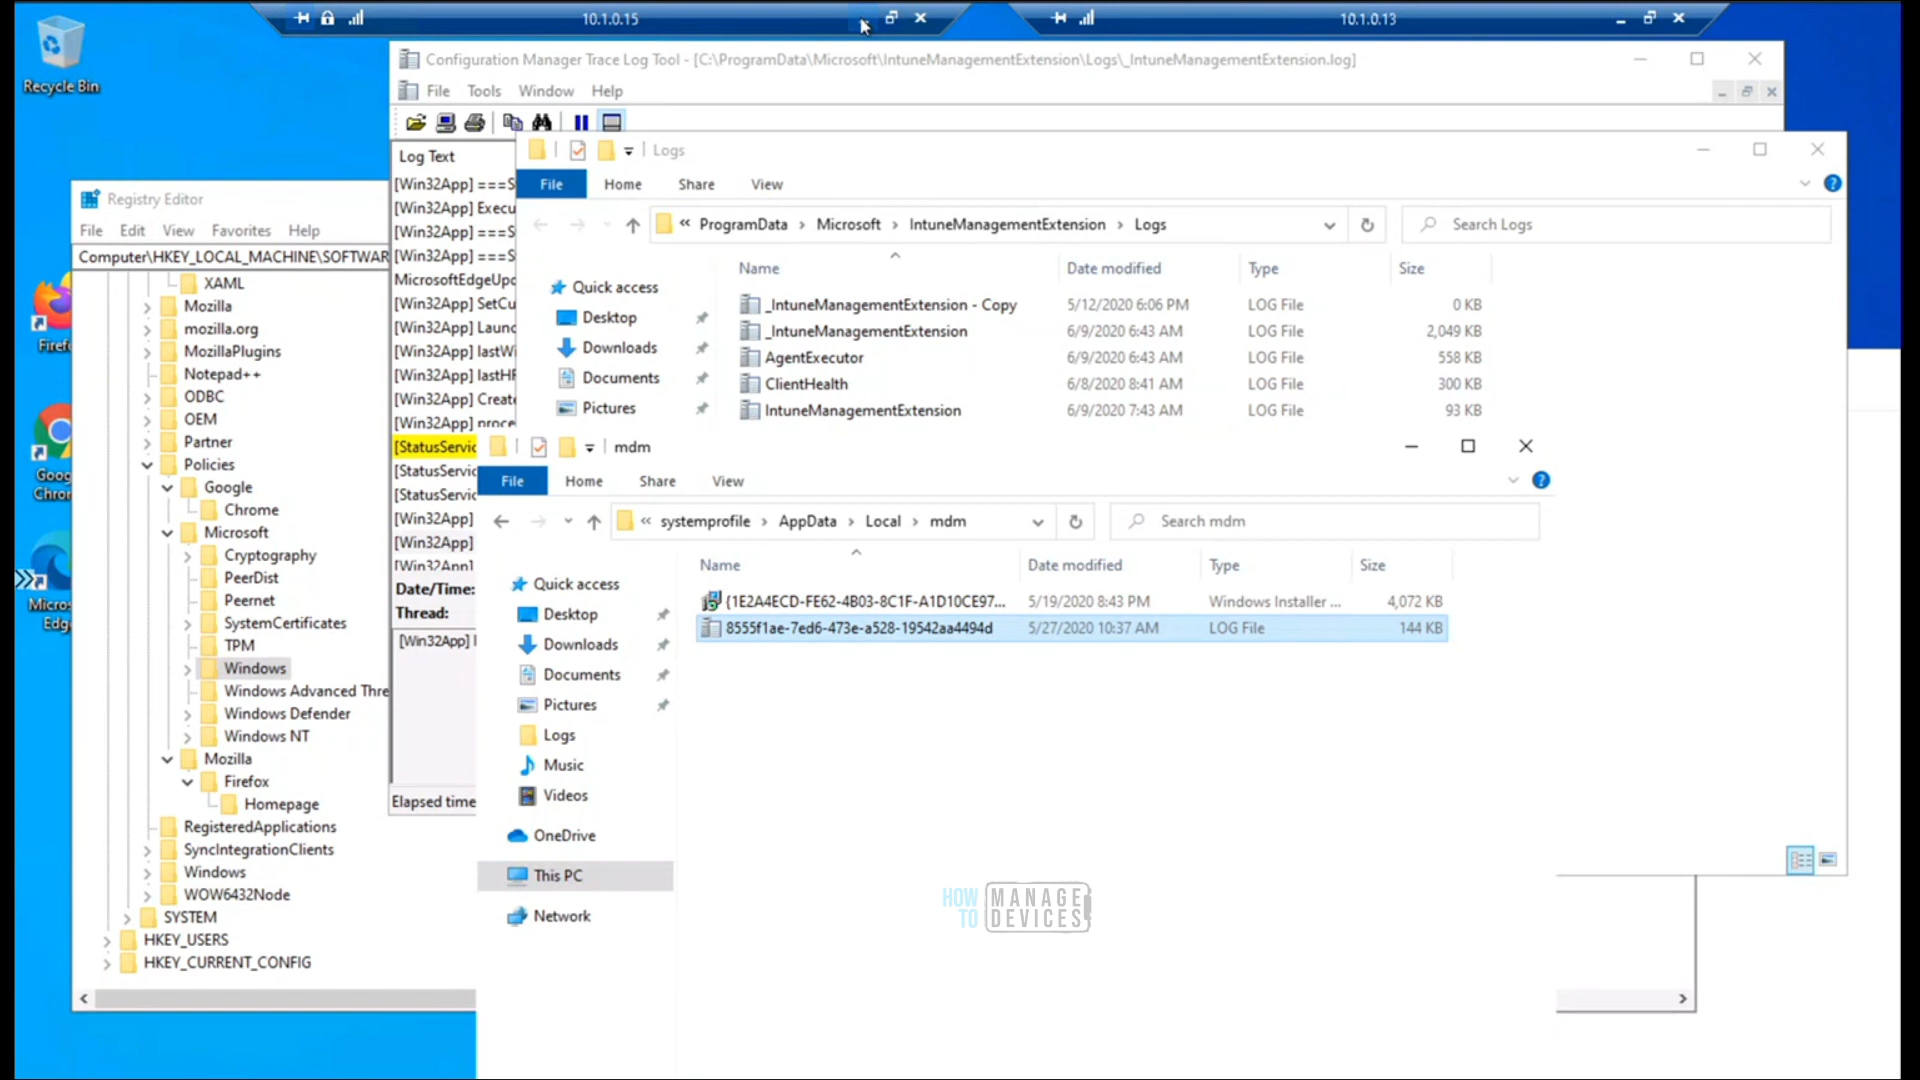 10.1.0.15
10.1.0.13
Recycle Bin
Configuration Manager Trace Log Tool - [C:\ProgramData\Microsoft\IntuneManagementExtension\Logs\_IntuneManagementExtension.log]
File Tools Window Help
Log Text
[Win32App] ===S
[Win32App] Execu
[Win32App] ===S
[Win32App] ===S
MicrosoftEdgeUpd
[Win32App] SetCu
[Win32App] Launc
[Win32App] lastWi
[Win32App] lastHR
[Win32App] Create
[Win32App] proce
[StatusServic
[StatusServic
[StatusServic
[Win32App]
[Win32App]
[Win32App]
Date/Time:
Thread:
[Win32App]
Elapsed time
Registry Editor
File Edit View Favorites Help
Computer\HKEY_LOCAL_MACHINE\SOFTWAR
XAML
Mozilla
mozilla.org
MozillaPlugins
Notepad++
ODBC
OEM
Partner
Policies
Google
Chrome
Microsoft
Cryptography
PeerDist
Peernet
SystemCertificates
TPM
Windows
Windows Advanced Thre
Windows Defender
Windows NT
Mozilla
Firefox
Homepage
RegisteredApplications
SyncIntegrationClients
Windows
WOW6432Node
SYSTEM
HKEY_USERS
HKEY_CURRENT_CONFIG
Firefo
Goog
Chron
Micros
Edg
Logs
File Home Share View
« ProgramData › Microsoft › IntuneManagementExtension › Logs
Search Logs
Name Date modified Type Size
Quick access
Desktop
Downloads
Documents
Pictures
_IntuneManagementExtension - Copy 5/12/2020 6:06 PM LOG File 0 KB
_IntuneManagementExtension 6/9/2020 6:43 AM LOG File 2,049 KB
AgentExecutor 6/9/2020 6:43 AM LOG File 558 KB
ClientHealth 6/8/2020 8:41 AM LOG File 300 KB
IntuneManagementExtension 6/9/2020 7:43 AM LOG File 93 KB
mdm
File Home Share View
« systemprofile › AppData › Local › mdm
Search mdm
Name Date modified Type Size
{1E2A4ECD-FE62-4B03-8C1F-A1D10CE97... 5/19/2020 8:43 PM Windows Installer ... 4,072 KB
8555f1ae-7ed6-473e-a528-19542aa4494d 5/27/2020 10:37 AM LOG File 144 KB
Quick access
Desktop
Downloads
Documents
Pictures
Logs
Music
Videos
OneDrive
This PC
Network
HOW TO
MANAGE
DEVICES